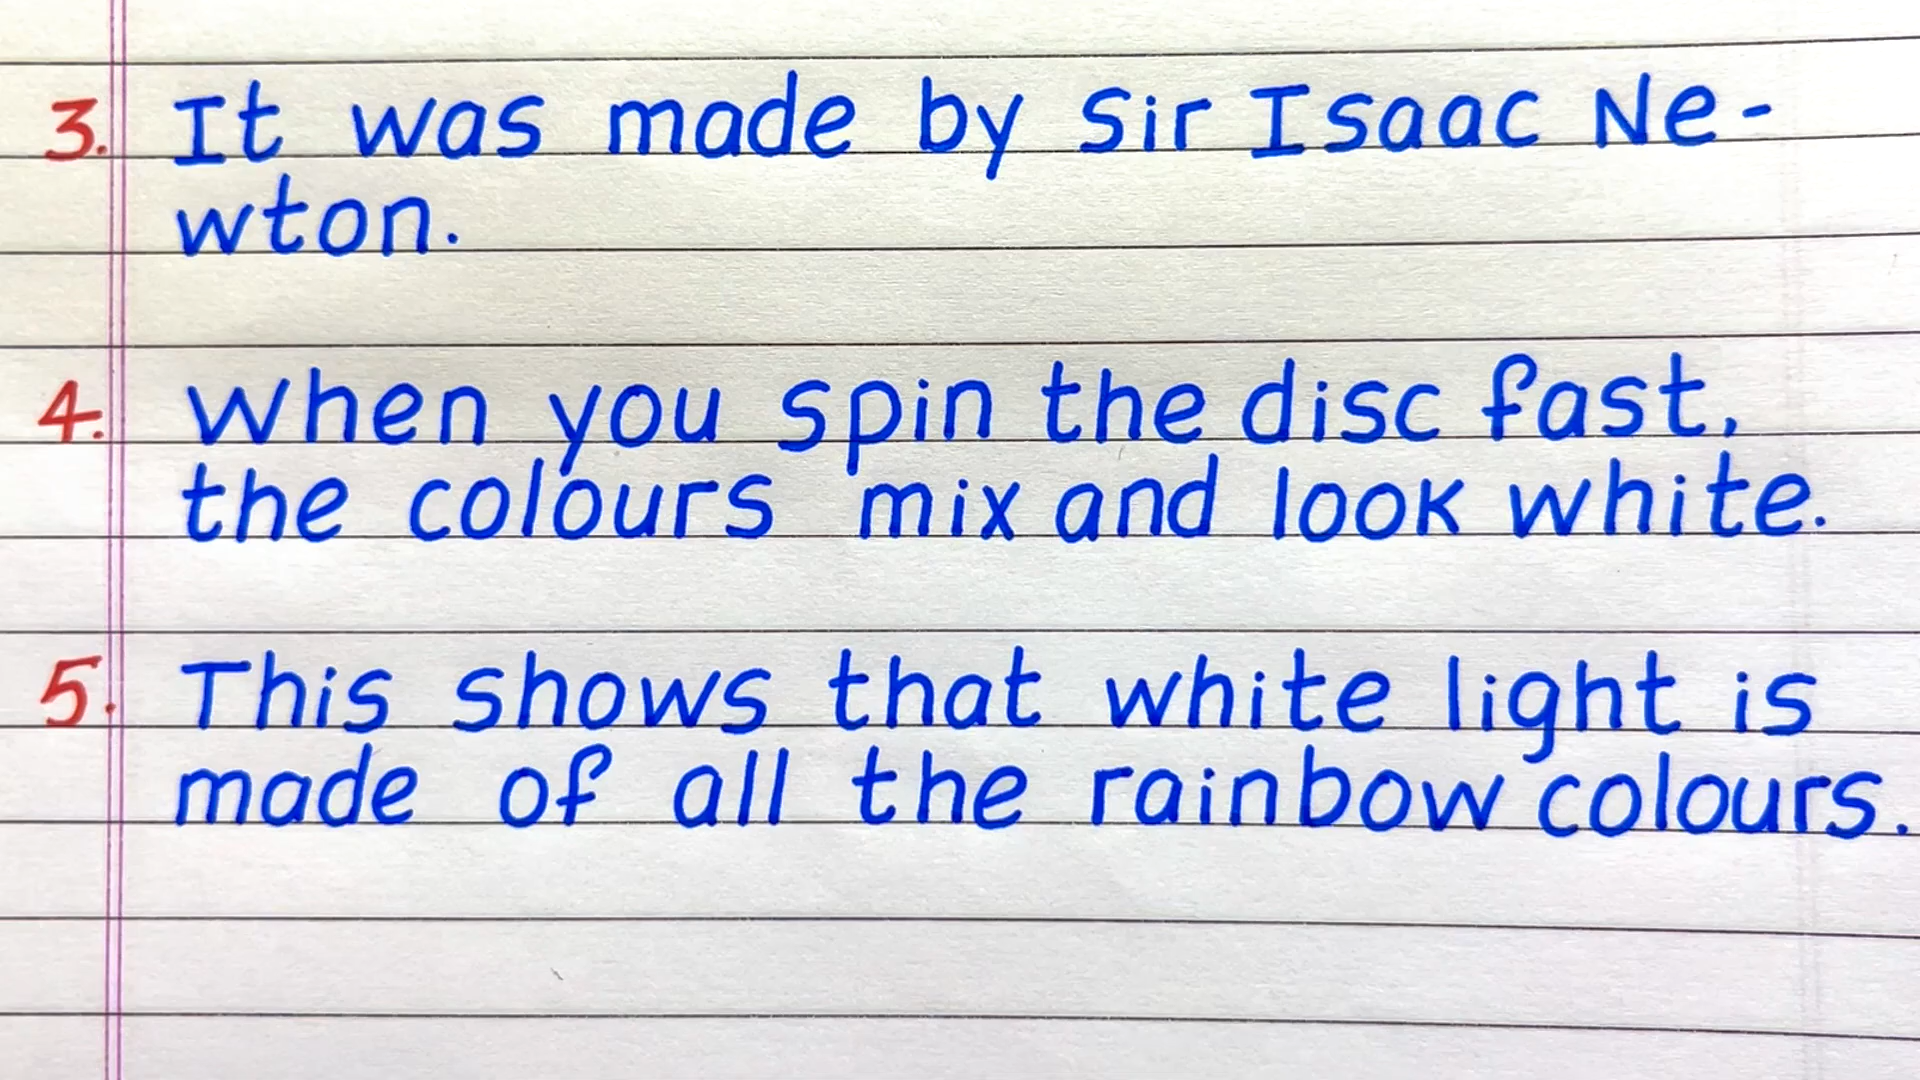 3. It was made by Sir Isaac Ne-
wton.
4. When you spin the disc fast,
the colours mix and look white.
5. This shows that white light is
made of all the rainbow colours.